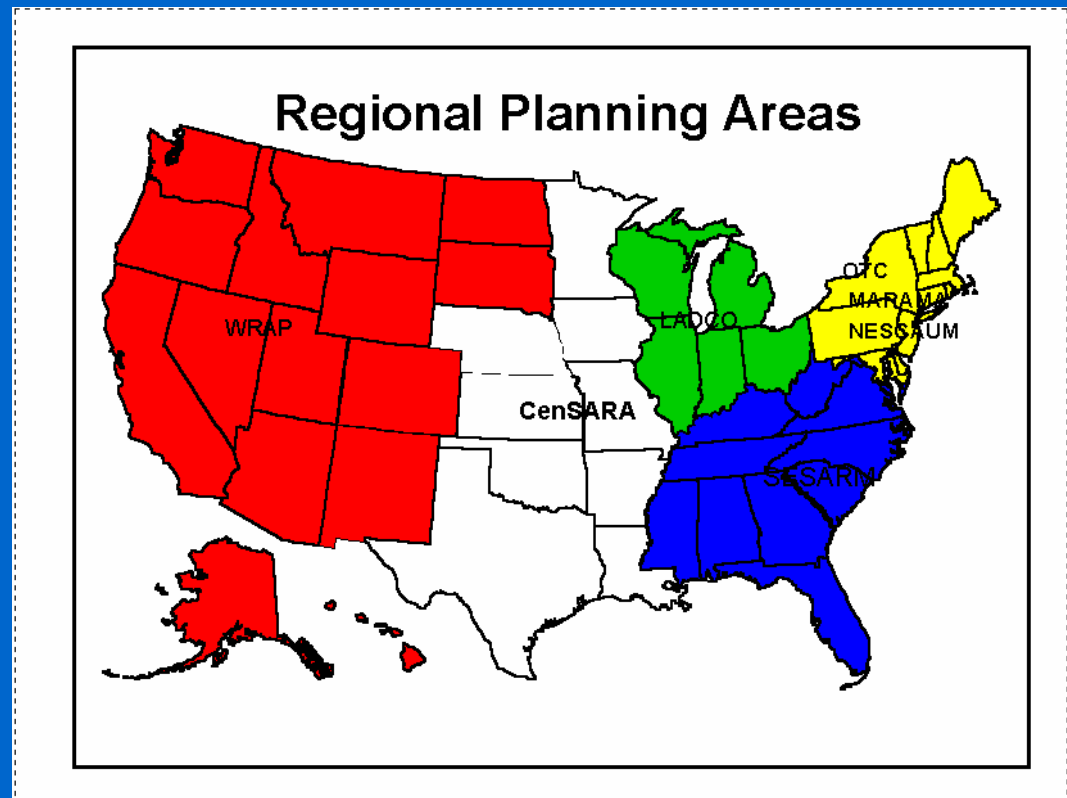 Regional Planning Areas
OTC
MARAMA
NESCAUM
LADCO
WRAP
CenSARA
SESARM